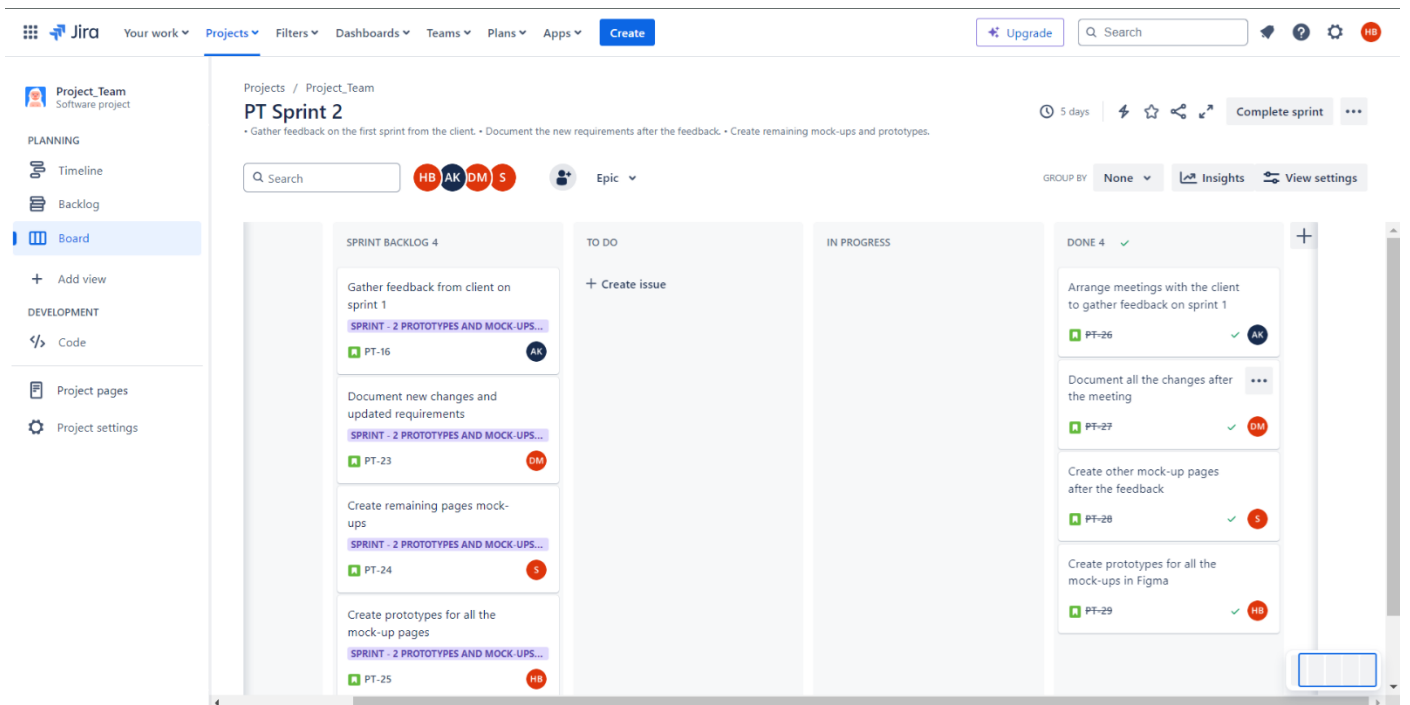 Jira
Your work
Projects
Filters
Dashboards
Teams
Plans
Apps
Create
Upgrade
Search
HB
Project_Team
Software project
PLANNING
Timeline
Backlog
Board
Add view
DEVELOPMENT
Code
Project pages
Project settings
Projects / Project_Team
PT Sprint 2
• Gather feedback on the first sprint from the client. • Document the new requirements after the feedback. • Create remaining mock-ups and prototypes.
5 days
Complete sprint
Search
HB AK DM S
Epic
GROUP BY None
Insights
View settings
SPRINT BACKLOG 4
Gather feedback from client on
sprint 1
SPRINT - 2 PROTOTYPES AND MOCK-UPS...
PT-16
AK
Document new changes and
updated requirements
SPRINT - 2 PROTOTYPES AND MOCK-UPS...
PT-23
DM
Create remaining pages mock-
ups
SPRINT - 2 PROTOTYPES AND MOCK-UPS...
PT-24
S
Create prototypes for all the
mock-up pages
SPRINT - 2 PROTOTYPES AND MOCK-UPS...
PT-25
HB
TO DO
+ Create issue
IN PROGRESS
DONE 4
Arrange meetings with the client
to gather feedback on sprint 1
PT-26
AK
Document all the changes after
the meeting
PT-27
DM
Create other mock-up pages
after the feedback
PT-28
S
Create prototypes for all the
mock-ups in Figma
PT-29
HB